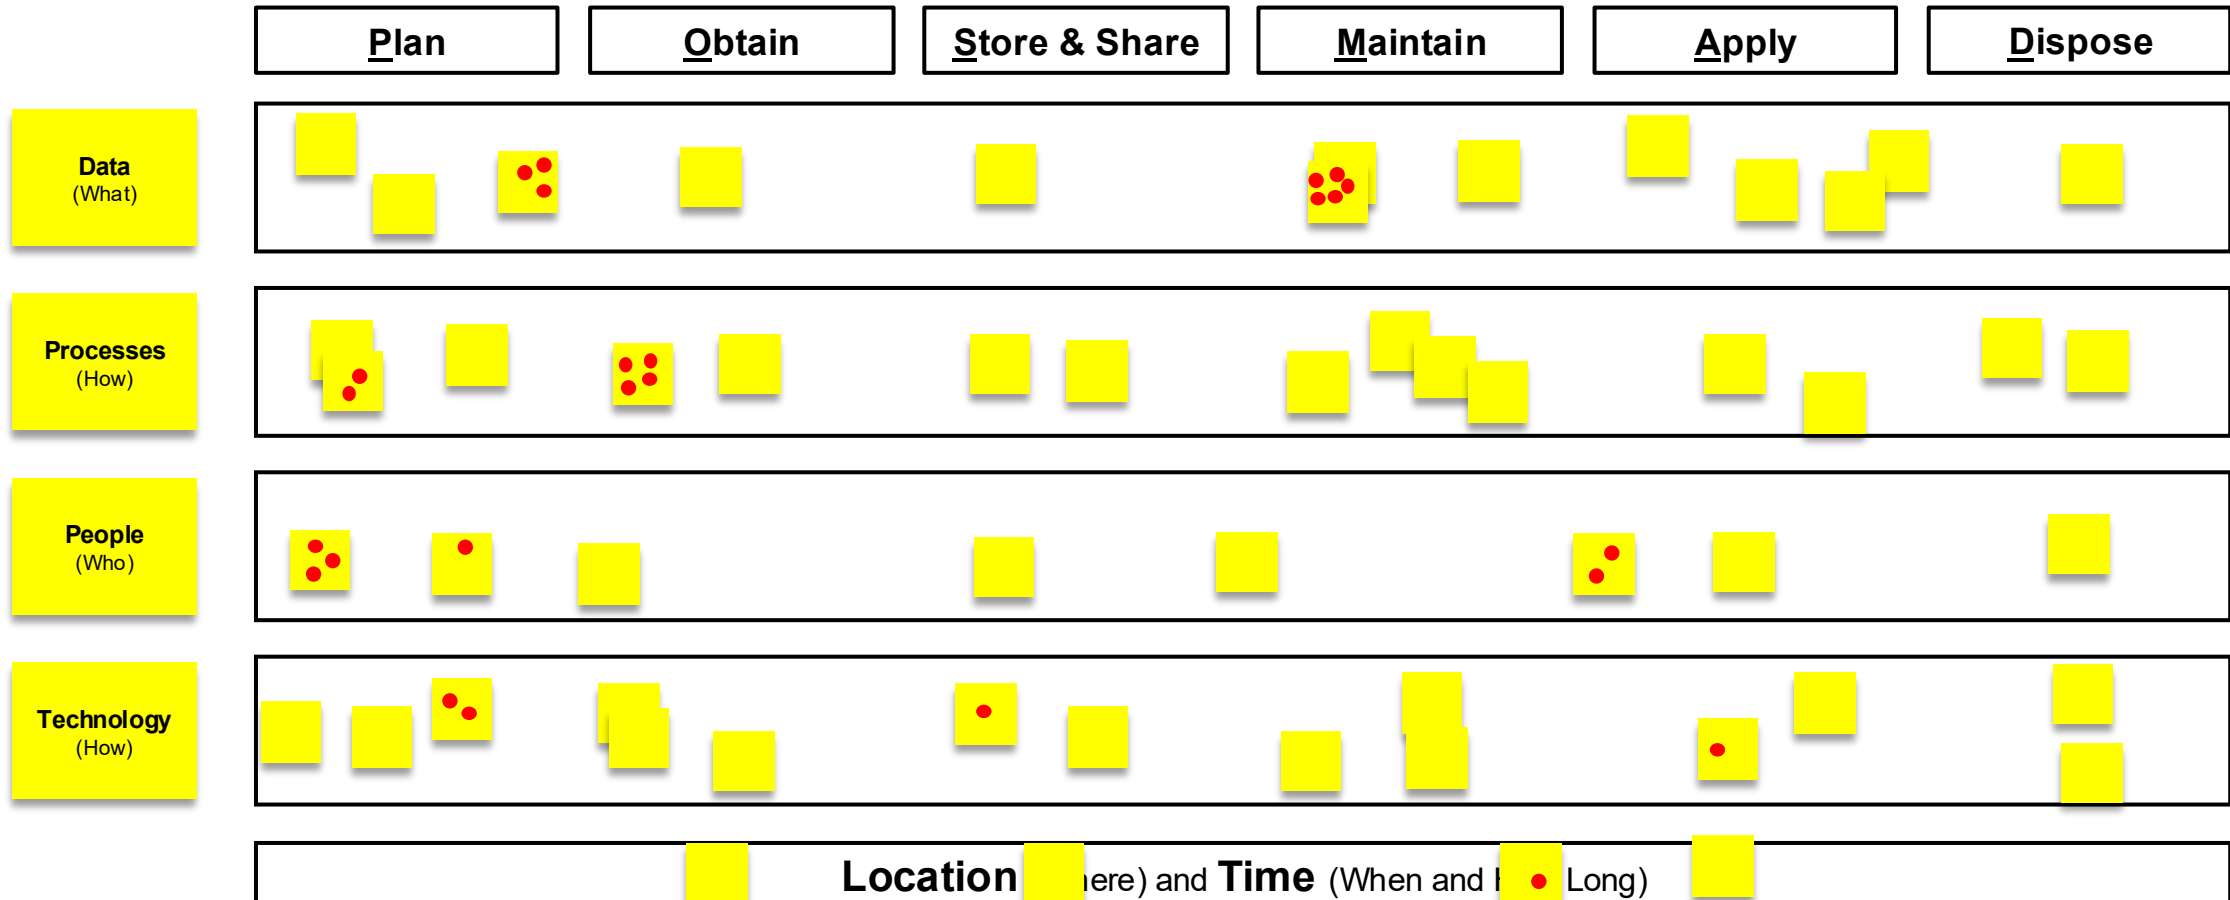 Plan
Obtain
Store & Share
Maintain
Apply
Dispose
Data
(What)
Processes
(How)
People
(Who)
Technology
(How)
Location ere) and Time (When and Long)